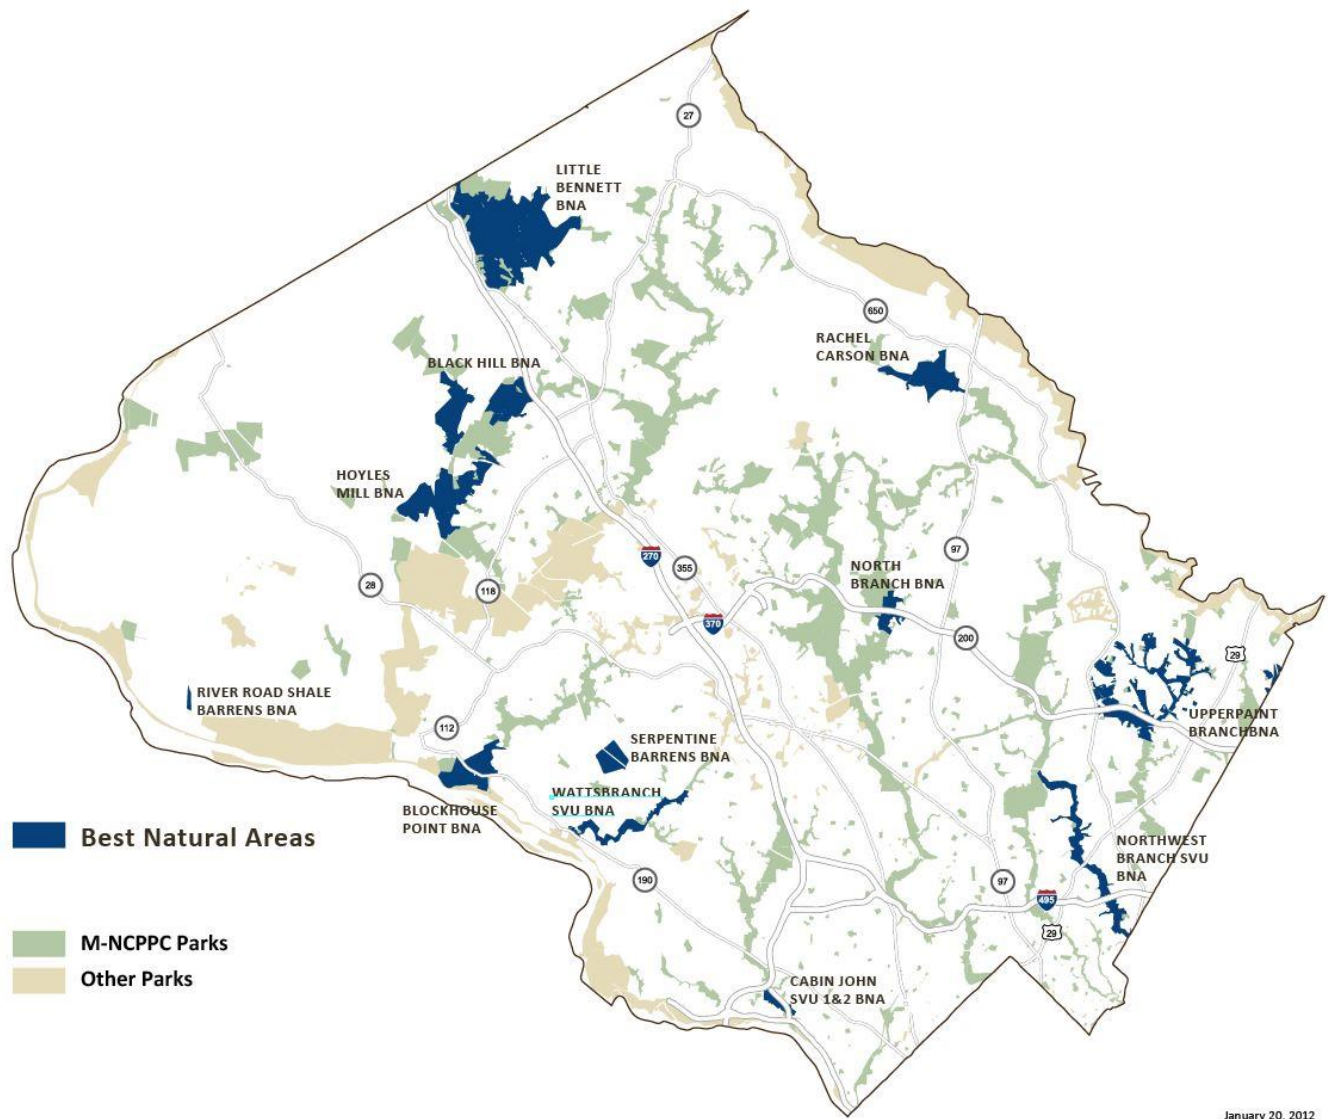 27
LITTLE
BENNETT
BNA
650
RACHEL
CARSON BNA
BLACK HILL BNA
HOYLES
MILL BNA
270
355
97
NORTH
BRANCH BNA
28
118
370
200
29
RIVER ROAD SHALE
BARRENS BNA
112
SERPENTINE
BARRENS BNA
UPPERPAINT
BRANCHBNA
WATTSBRANCH
SVU BNA
BLOCKHOUSE
POINT BNA
Best Natural Areas
NORTHWEST
BRANCH SVU
BNA
190
97
495
29
M-NCPPC Parks
Other Parks
CABIN JOHN
SVU 1&2 BNA
January 20, 2012